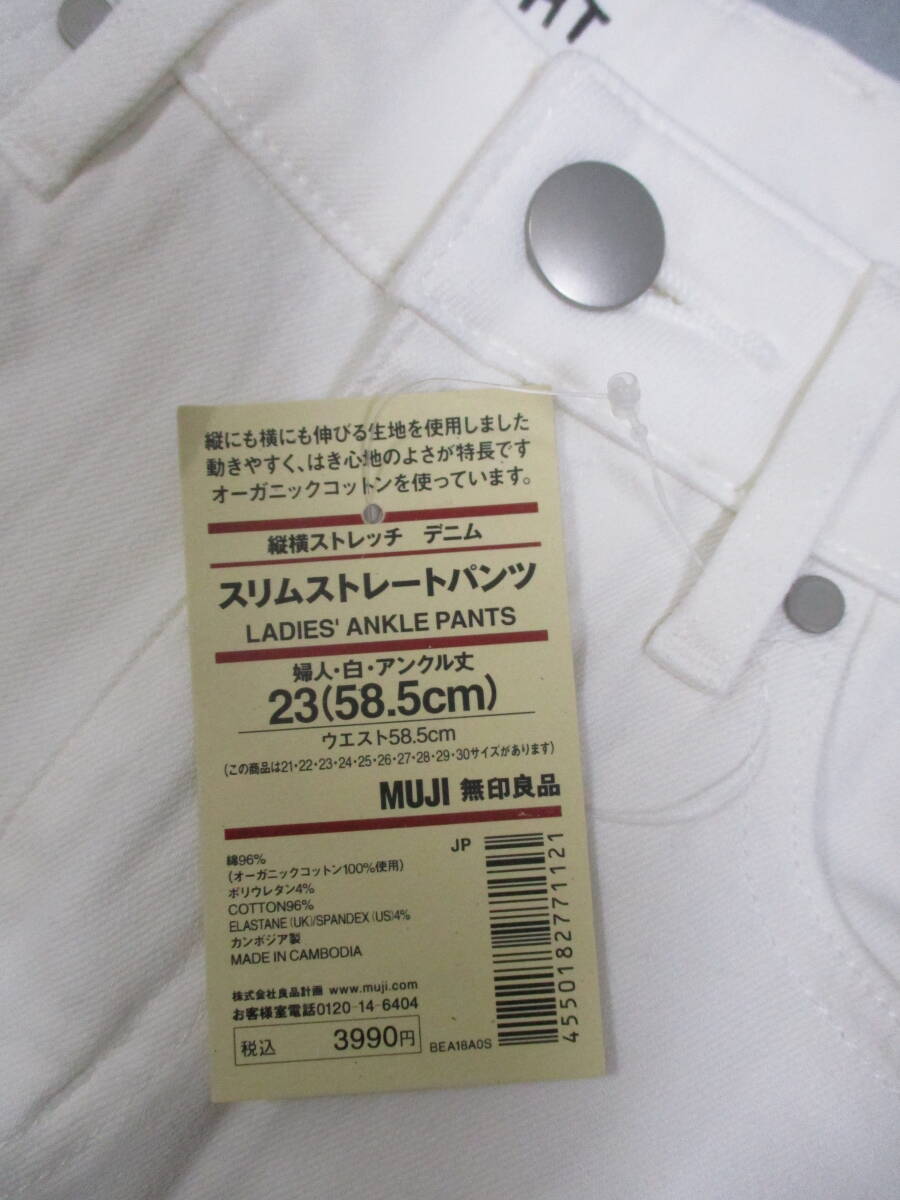 HT
縦にも横にも伸びる生地を使用しました
動きやすく、はき心地のよさが特長です
オーガニックコットンを使っています。
縦横ストレッチ デニム
スリムストレートパンツ
LADIES' ANKLE PANTS
婦人・白・アンクル丈
23(58.5cm)
ウエスト58.5cm
(この商品は21・22・23・24・25・26・27・28・29・30サイズがあります)
MUJI 無印良品
JP
綿96%
(オーガニックコットン100%使用)
ポリウレタン4%
COTTON96%
ELASTANE (UK)/SPANDEX (US)4%
カンボジア製
MADE IN CAMBODIA
株式会社良品計画 www.muji.com
お客様室電話0120-14-6404
税込 3990円
BEA18A0S
4550182771121